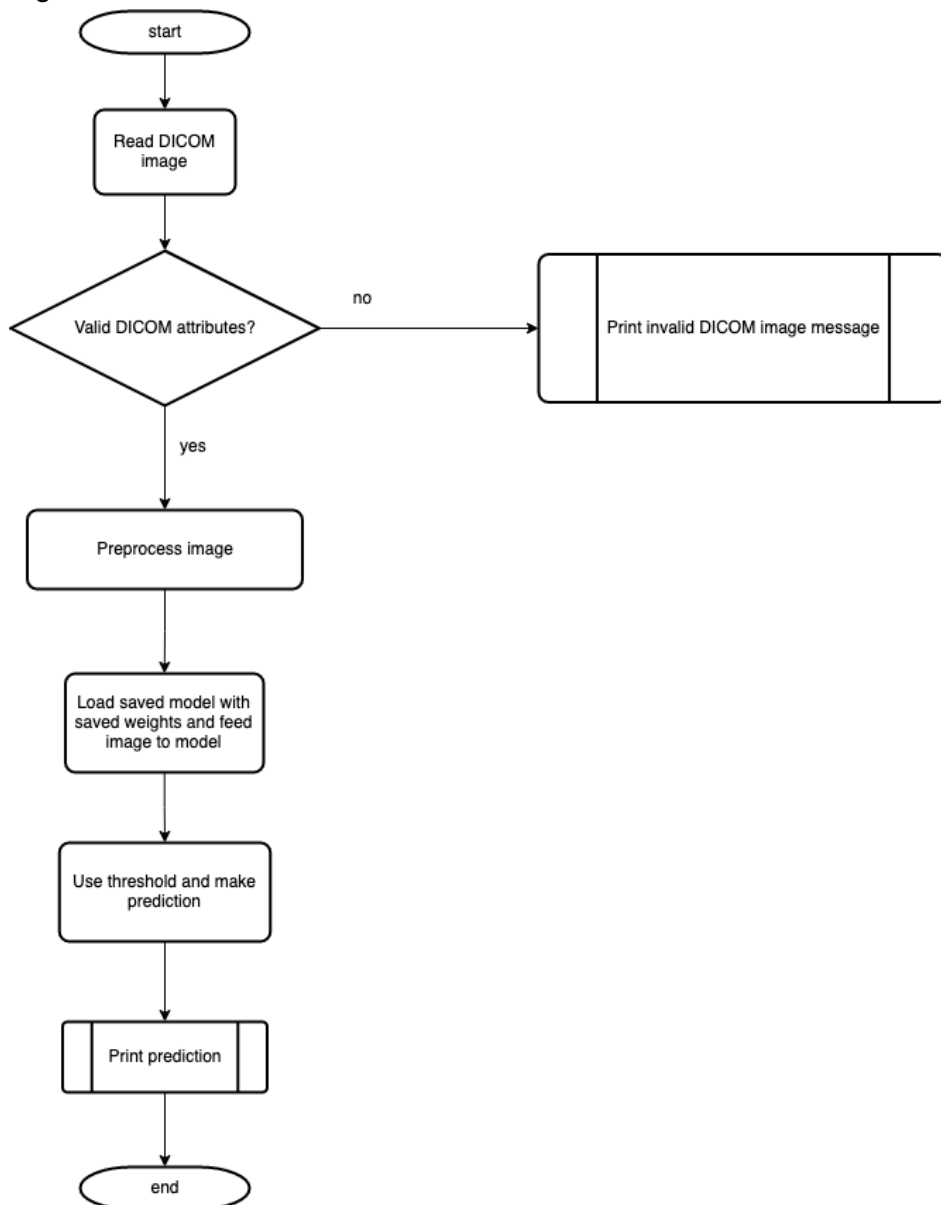 start
Read DICOM
image
Valid DICOM attributes?
no
Print invalid DICOM image message
yes
Preprocess image
Load saved model with
saved weights and feed
image to model
Use threshold and make
prediction
Print prediction
end